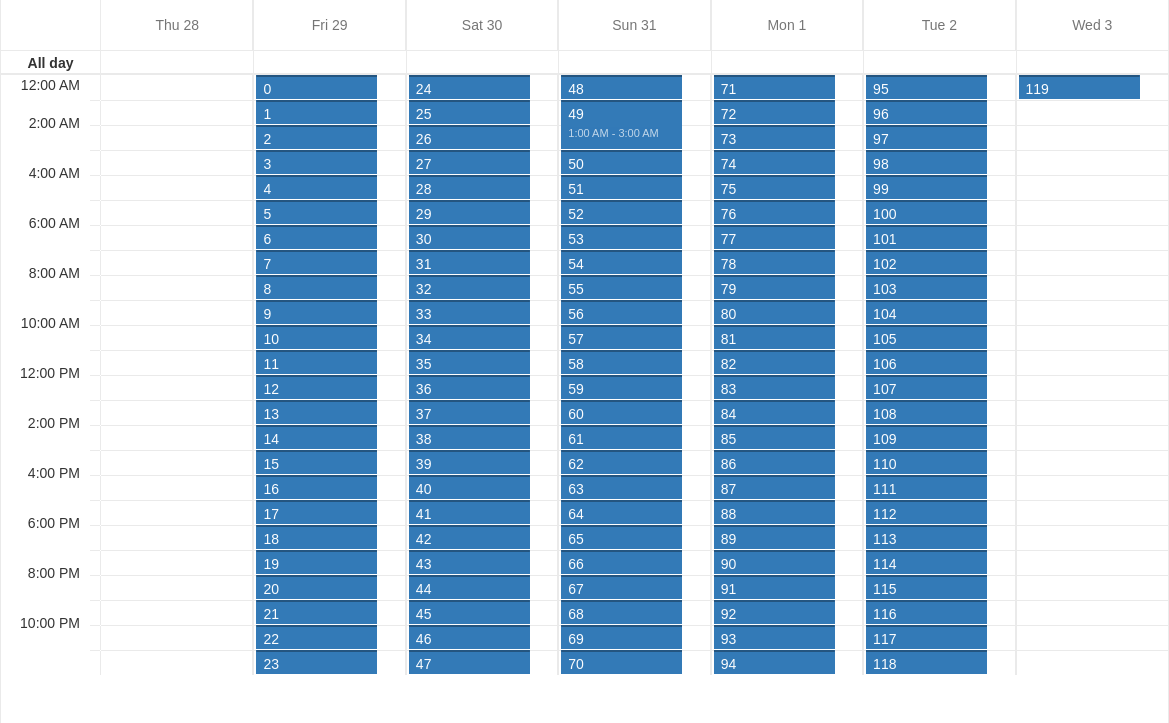 Thu 28 Fri 29 Sat 30 Sun 31 Mon 1 Tue 2 Wed 3
All day
12:00 AM 0 24 48 71 95 119
1 25 49 72 96
2:00 AM 2 26 1:00 AM - 3:00 AM 73 97
3 27 50 74 98
4:00 AM 4 28 51 75 99
5 29 52 76 100
6:00 AM 6 30 53 77 101
7 31 54 78 102
8:00 AM 8 32 55 79 103
9 33 56 80 104
10:00 AM 10 34 57 81 105
11 35 58 82 106
12:00 PM 12 36 59 83 107
13 37 60 84 108
2:00 PM 14 38 61 85 109
15 39 62 86 110
4:00 PM 16 40 63 87 111
17 41 64 88 112
6:00 PM 18 42 65 89 113
19 43 66 90 114
8:00 PM 20 44 67 91 115
21 45 68 92 116
10:00 PM 22 46 69 93 117
23 47 70 94 118